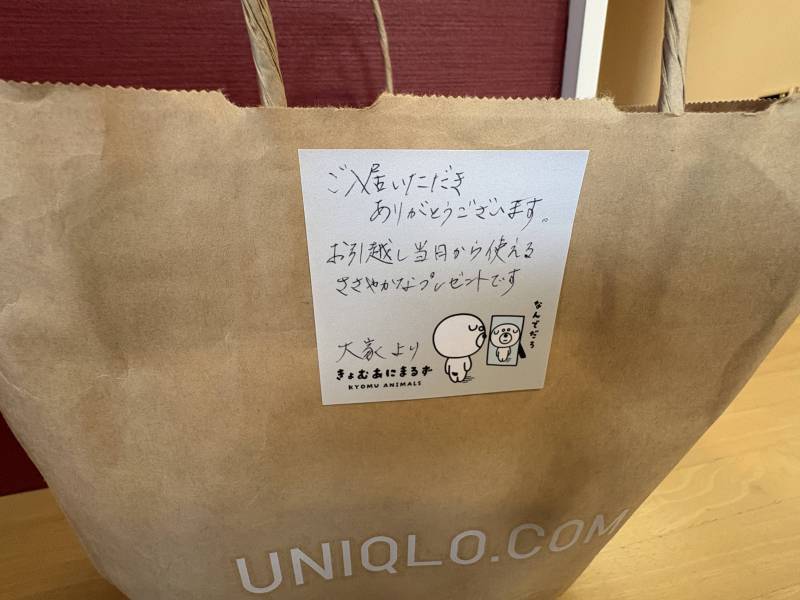 ご入居いただき
ありがとうございます。
お引越し当日から使える
ささやかなプレゼントです
大家より
なんでだろ
きょむあにまるず
KYOMU ANIMALS
UNIQLO.COM